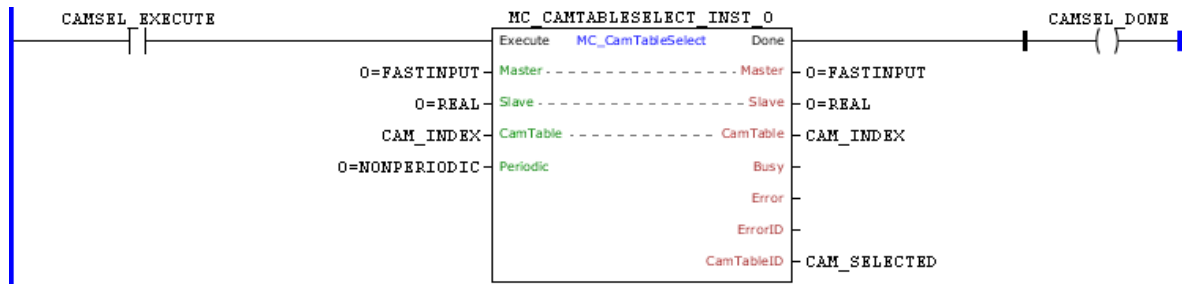 CAMSEL_EXECUTE MC_CAMTABLESELECT_INST_0 CAMSEL_DONE
Execute MC_CamTableSelect Done
0=FASTINPUT Master Master 0=FASTINPUT
0=REAL Slave Slave 0=REAL
CAM_INDEX CamTable CamTable CAM_INDEX
0=NONPERIODIC Periodic Busy
Error
ErrorID
CamTableID CAM_SELECTED